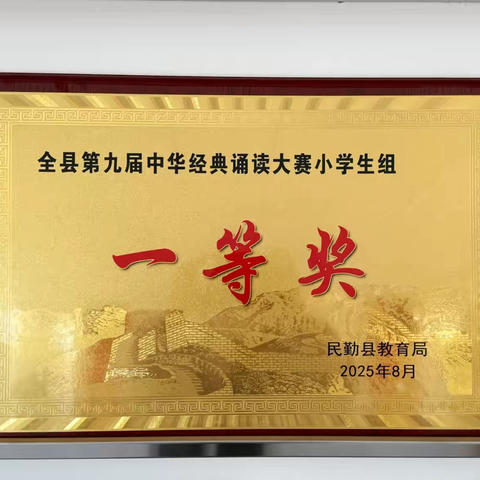 全县第九届中华经典诵读大赛小学生组
一等奖
民勤县教育局
2025年8月